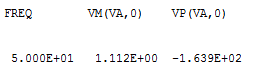 FREQ VM(VA,0) VP(VA,0)
5.000E+01 1.112E+00 -1.639E+02